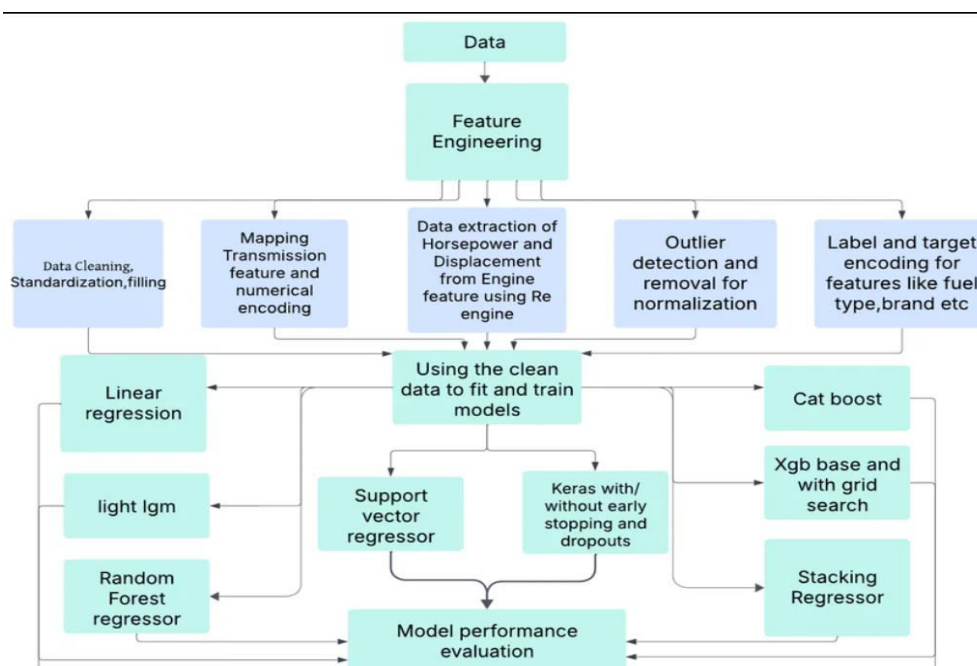 Data
Feature
Engineering
Data Cleaning,
Standardization,filling
Mapping
Transmission
feature and
numerical
encoding
Data extraction of
Horsepower and
Displacement
from Engine
feature using Re
engine
Outlier
detection and
removal for
normalization
Label and target
encoding for
features like fuel
type,brand etc
Using the clean
data to fit and train
models
Linear
regression
Cat boost
light lgm
Support
vector
regressor
Keras with/
without early
stopping and
dropouts
Xgb base and
with grid
search
Random
Forest
regressor
Stacking
Regressor
Model performance
evaluation